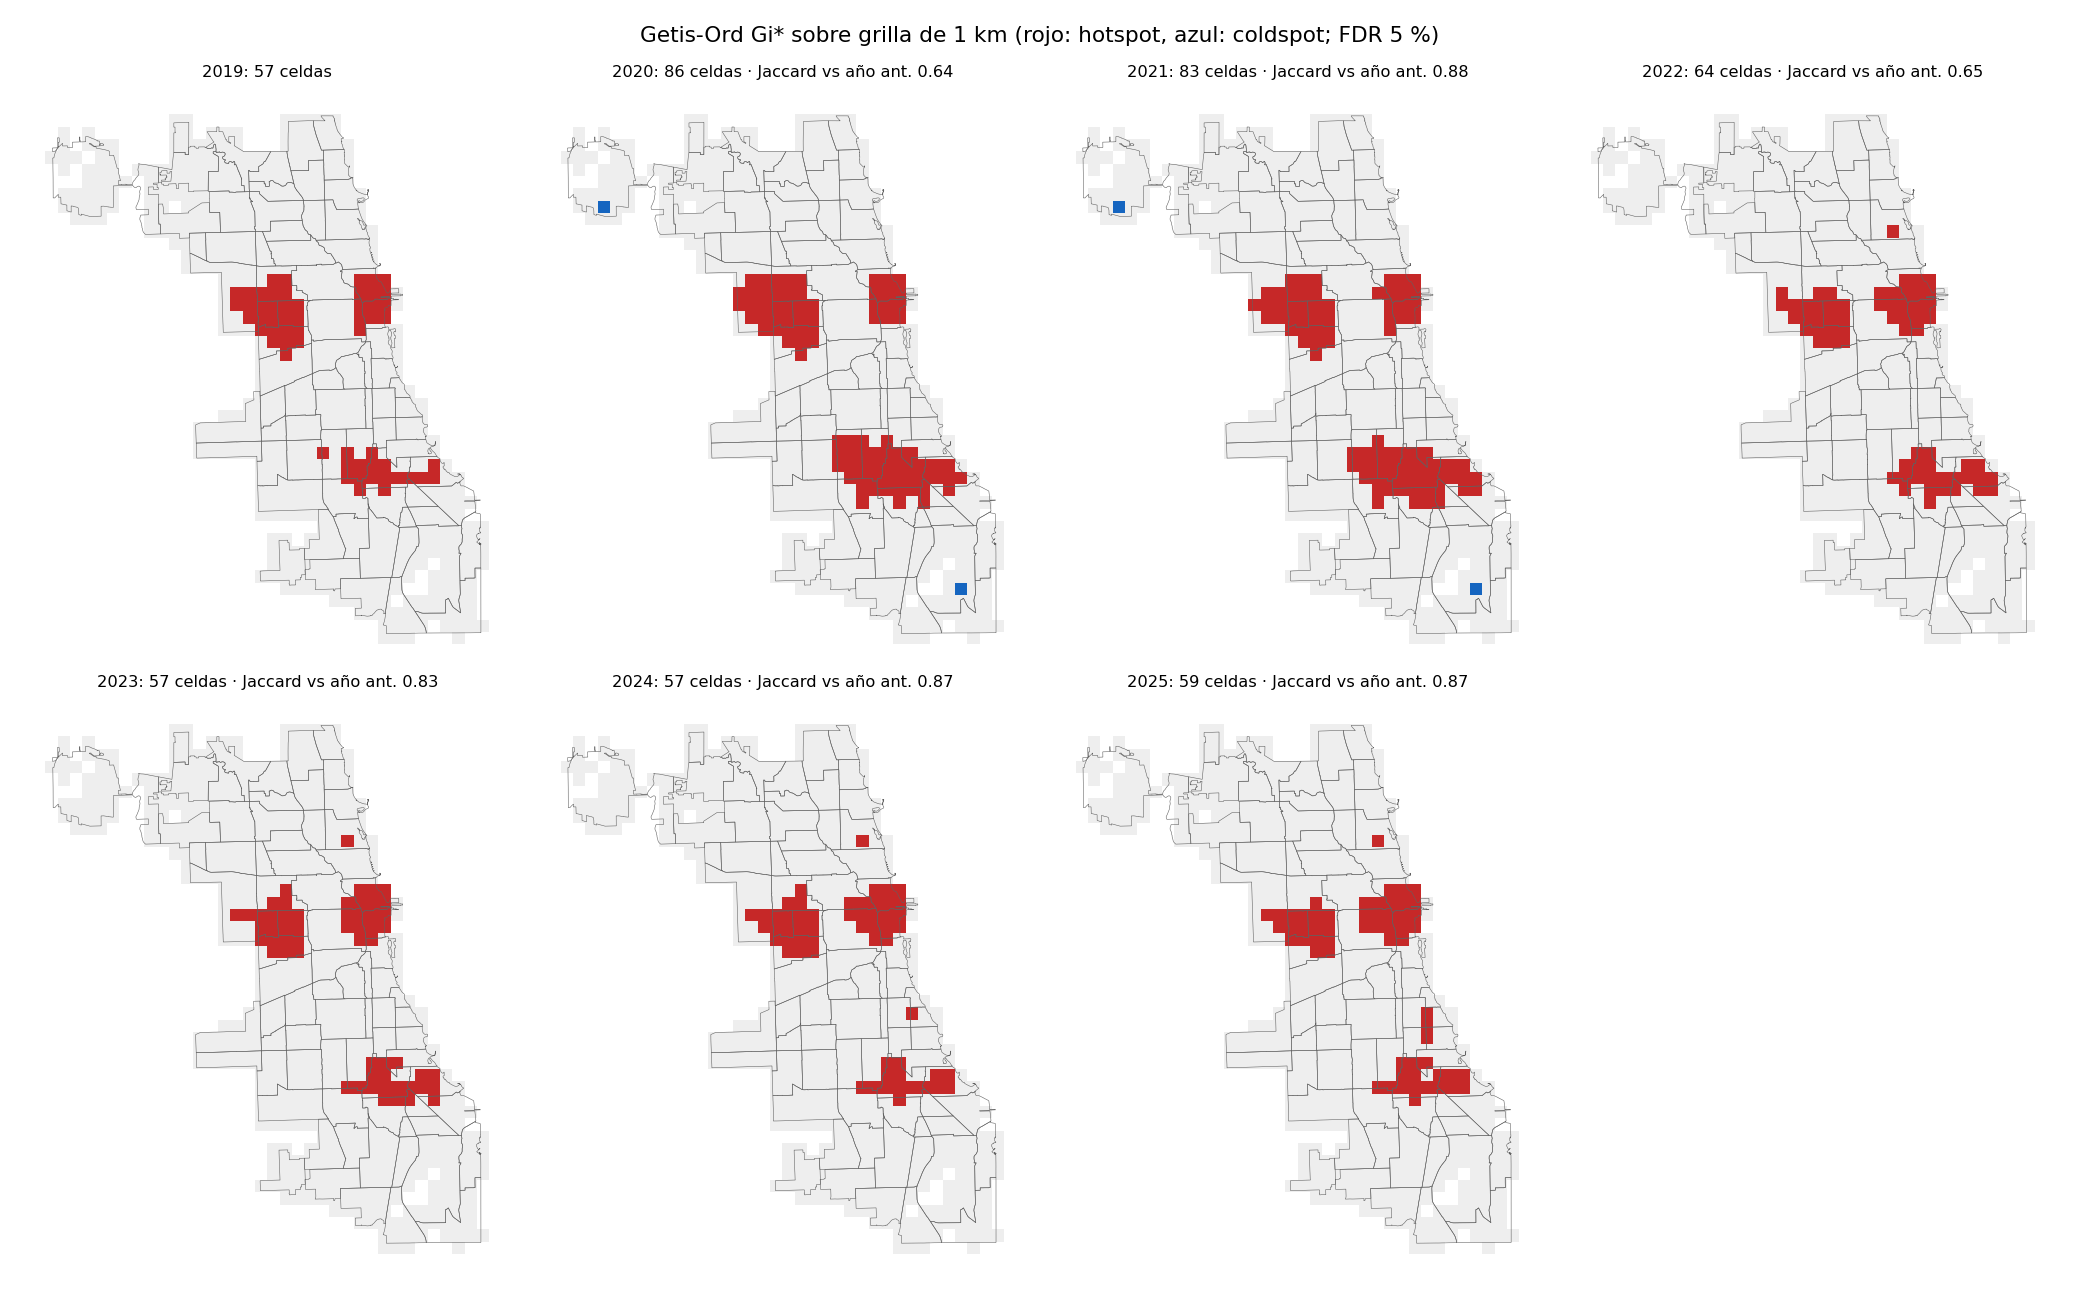 Getis-Ord Gi* sobre grilla de 1 km (rojo: hotspot, azul: coldspot; FDR 5 %)
2019: 57 celdas
2020: 86 celdas · Jaccard vs año ant. 0.64
2021: 83 celdas · Jaccard vs año ant. 0.88
2022: 64 celdas · Jaccard vs año ant. 0.65
2023: 57 celdas · Jaccard vs año ant. 0.83
2024: 57 celdas · Jaccard vs año ant. 0.87
2025: 59 celdas · Jaccard vs año ant. 0.87